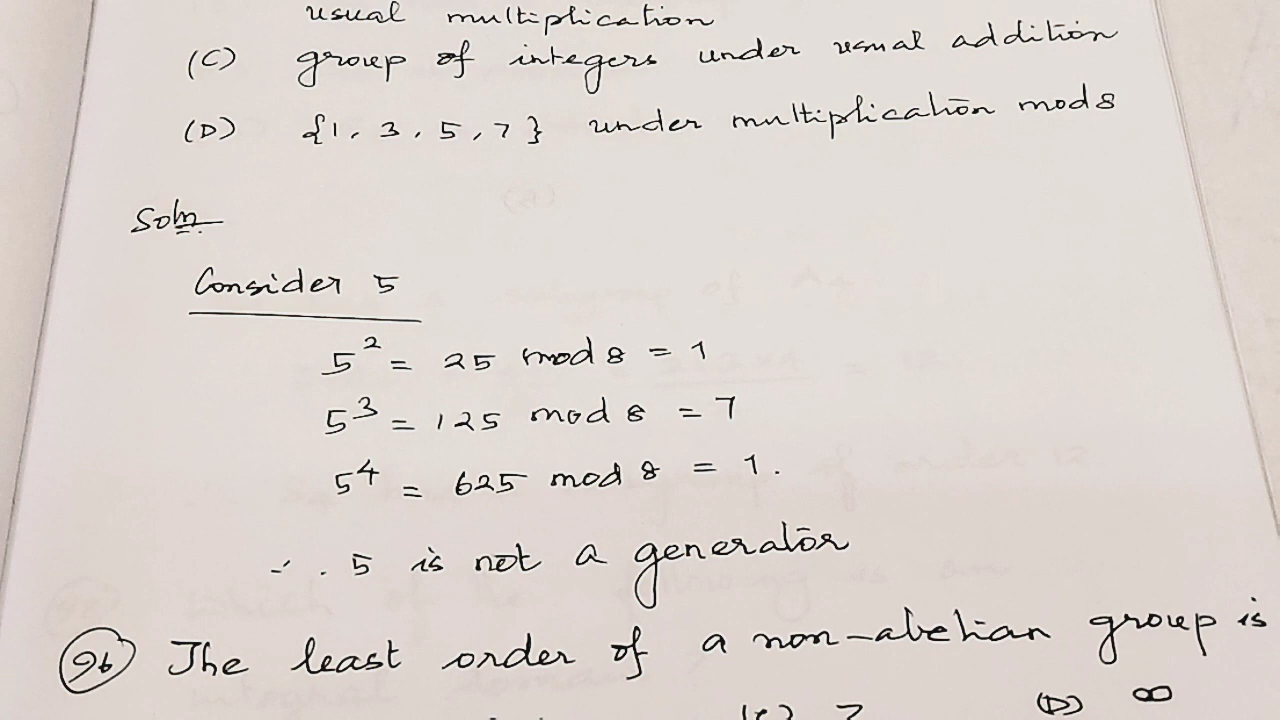 usual multiplication
(C) group of integers under usual addition
(D) {1, 3, 5, 7} under multiplication mod 8
Soln.
Consider 5
5² = 25 mod 8 = 1
5³ = 125 mod 8 = 7
5⁴ = 625 mod 8 = 1.
∴ 5 is not a generator
96 The least order of a non-abelian group is
(D) ∞